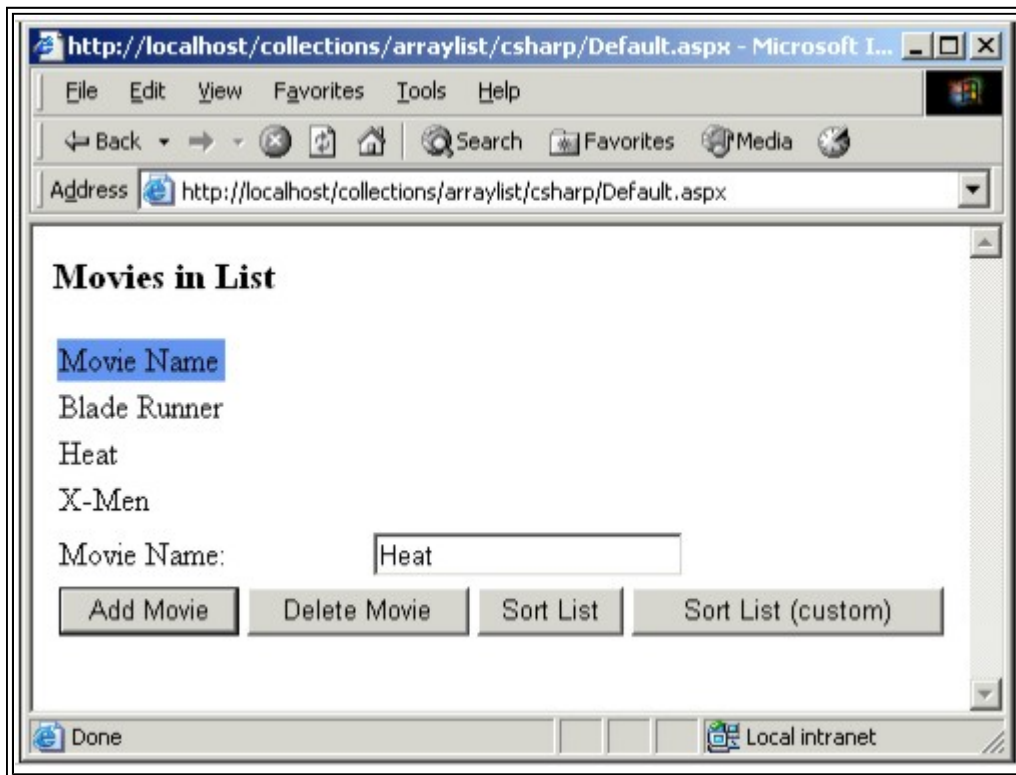 http://localhost/collections/arraylist/csharp/Default.aspx - Microsoft I...
File Edit View Favorites Tools Help
Back Search Favorites Media
Address http://localhost/collections/arraylist/csharp/Default.aspx
Movies in List
Movie Name
Blade Runner
Heat
X-Men
Movie Name: Heat
Add Movie Delete Movie Sort List Sort List (custom)
Done Local intranet